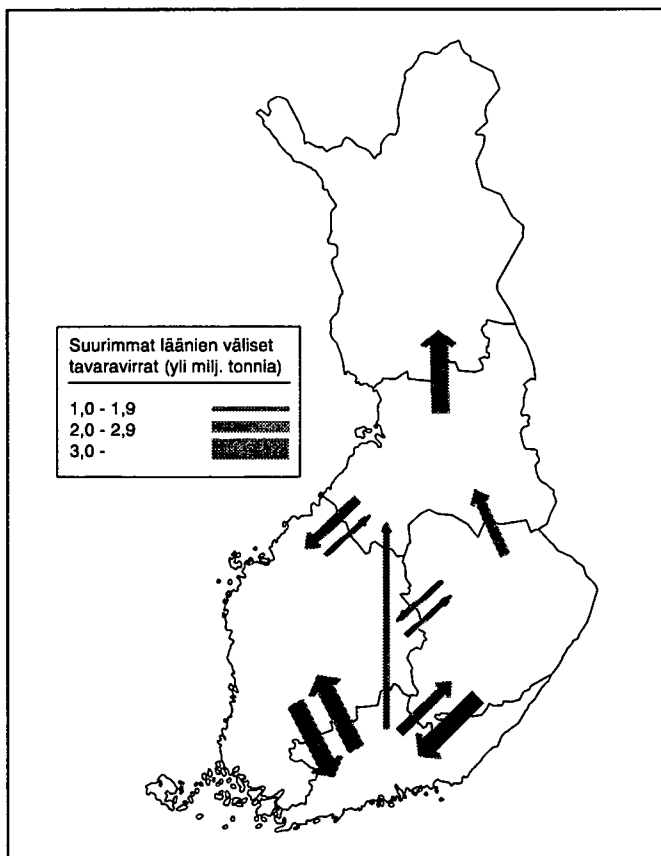 Suurimmat läänien väliset
tavaravirrat (yli milj. tonnia)
1,0 - 1,9
2,0 - 2,9
3,0 -